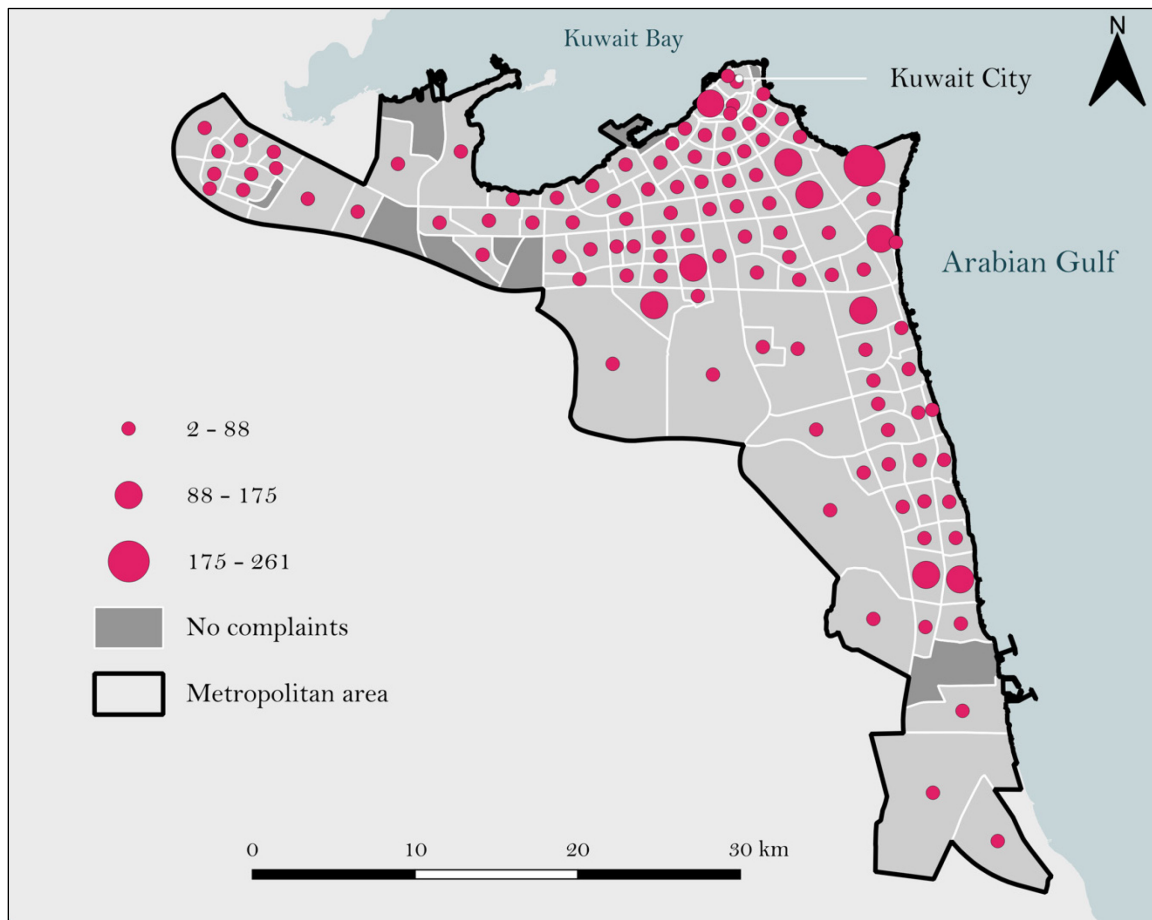 Kuwait Bay
N
Kuwait City
Arabian Gulf
2 – 88
88 – 175
175 – 261
No complaints
Metropolitan area
0 10 20 30 km